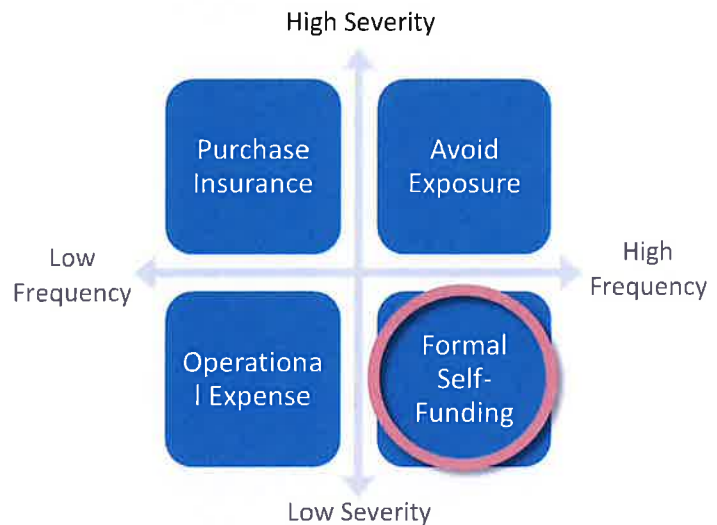 High Severity
Purchase
Insurance
Avoid
Exposure
Low
Frequency
High
Frequency
Operationa
l Expense
Formal
Self-
Funding
Low Severity